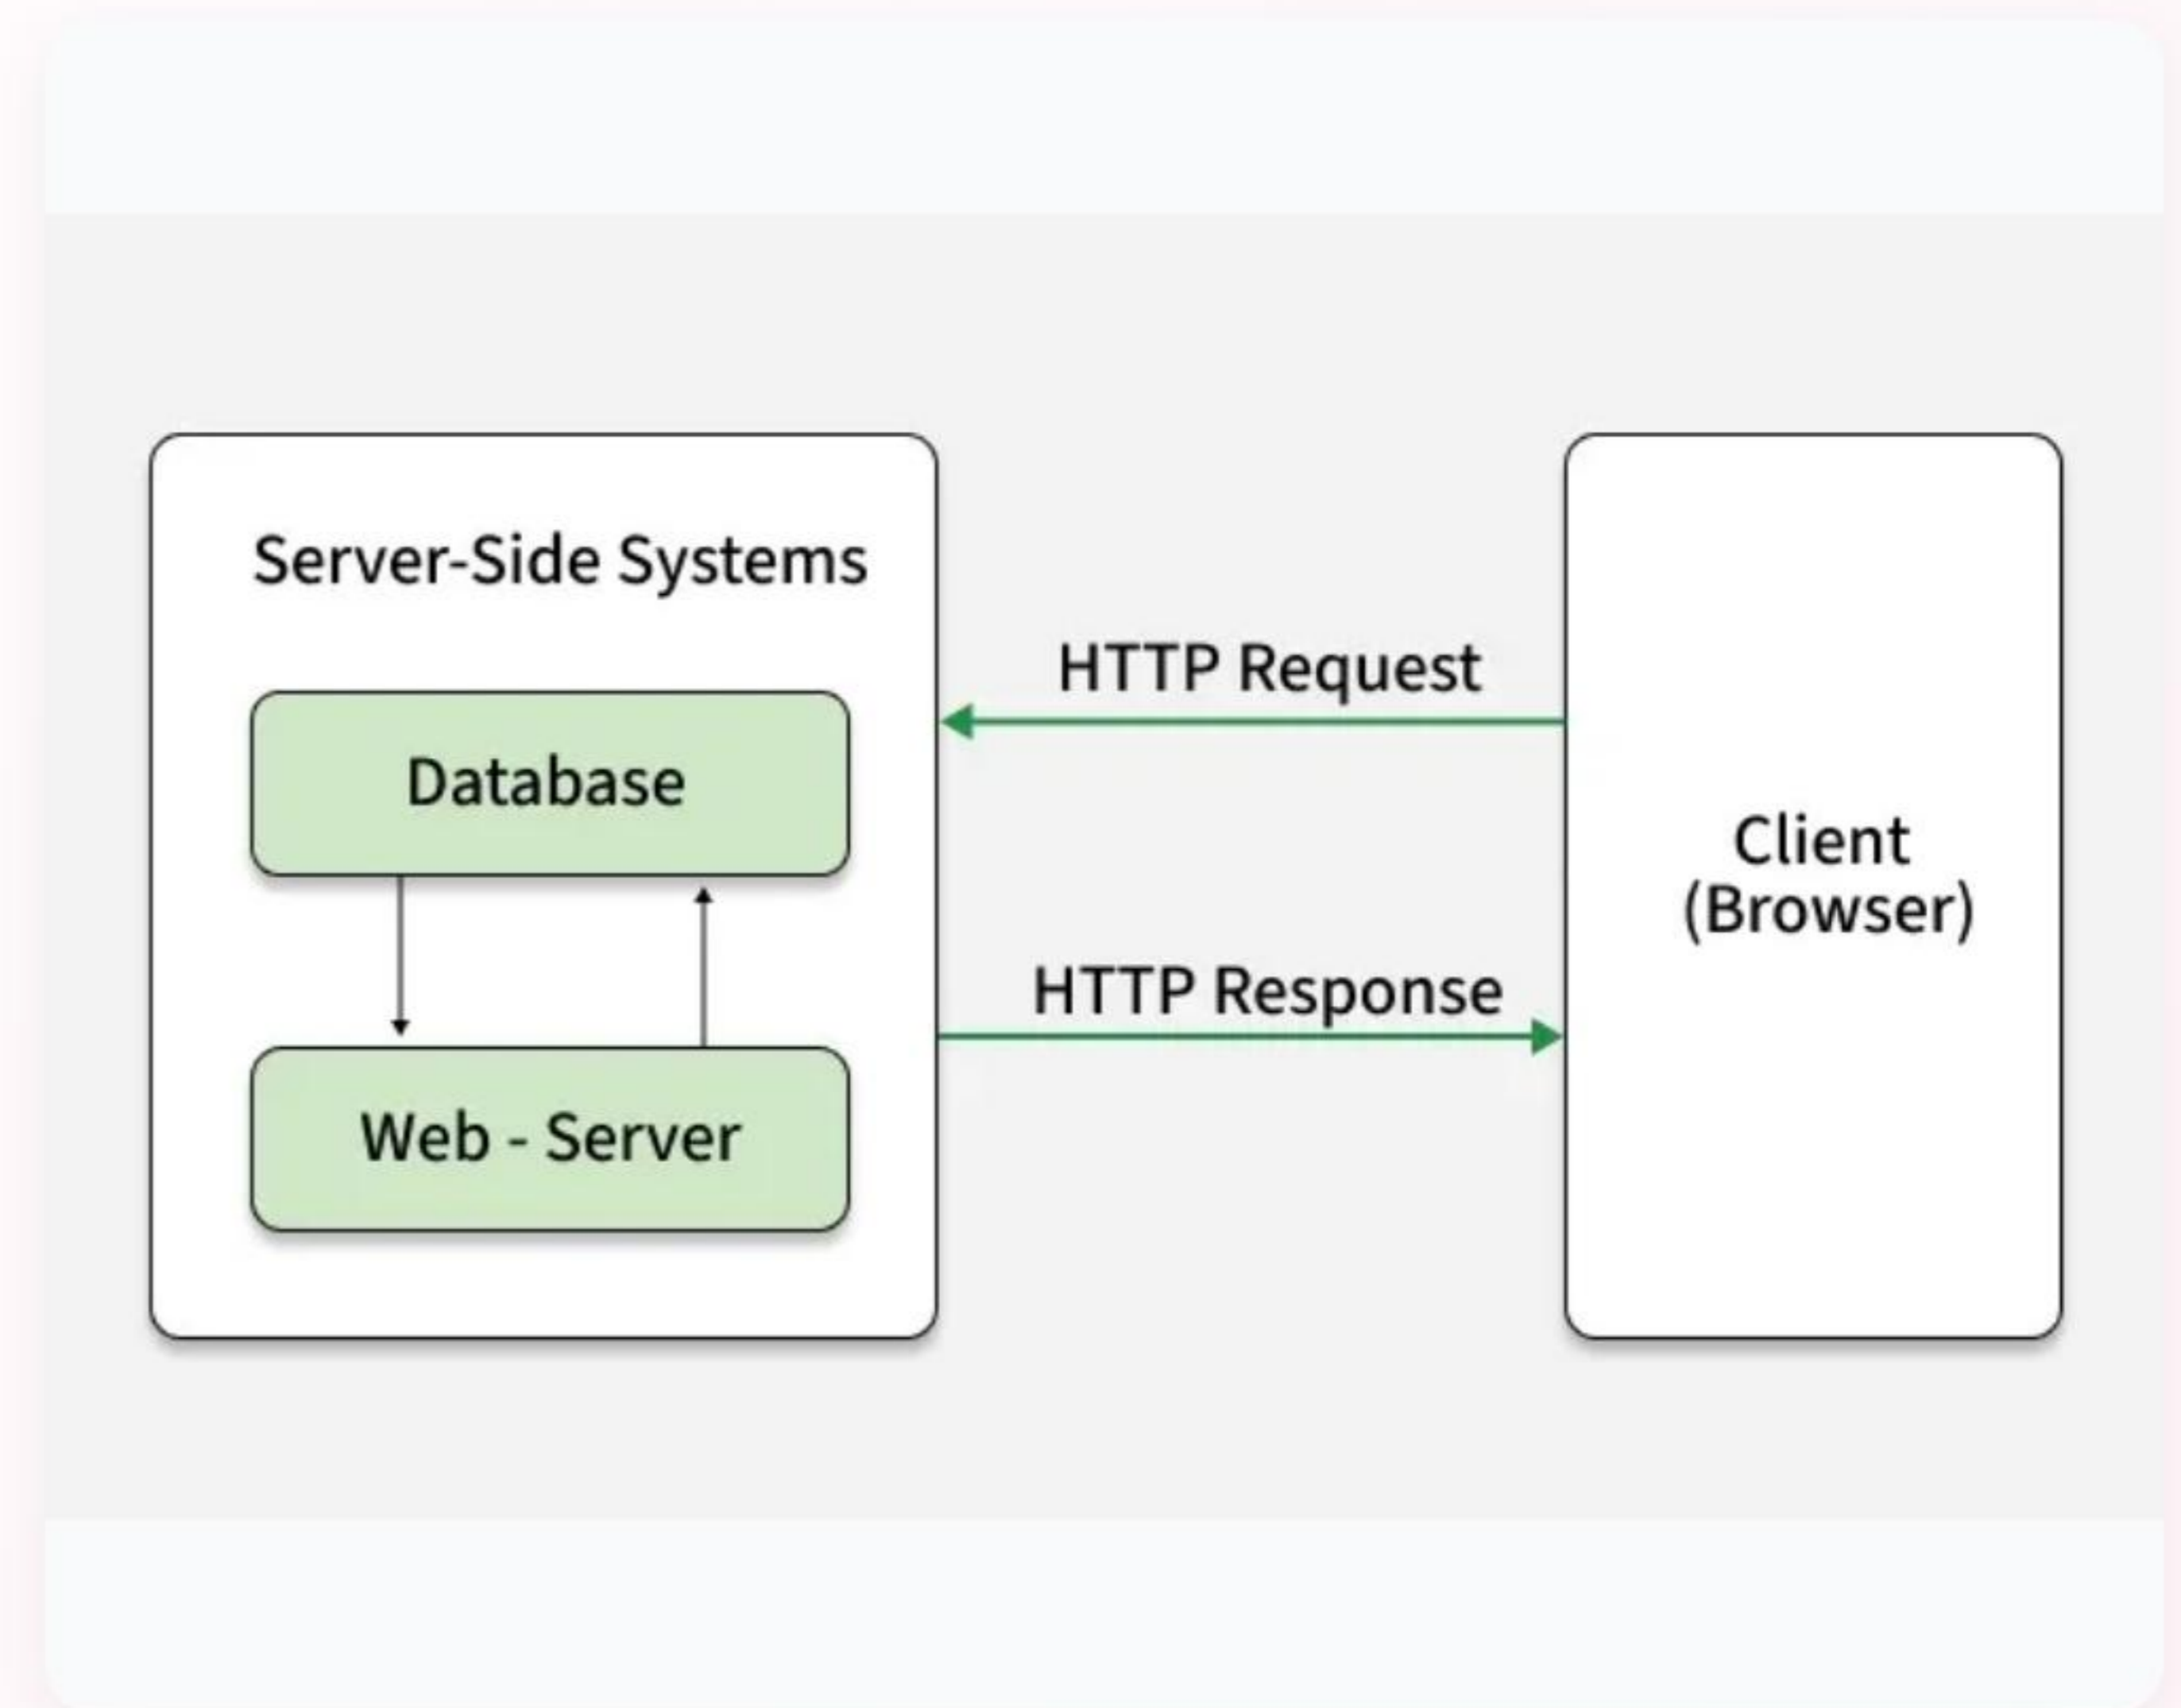 Server-Side Systems
Database
Web - Server
HTTP Request
HTTP Response
Client
(Browser)